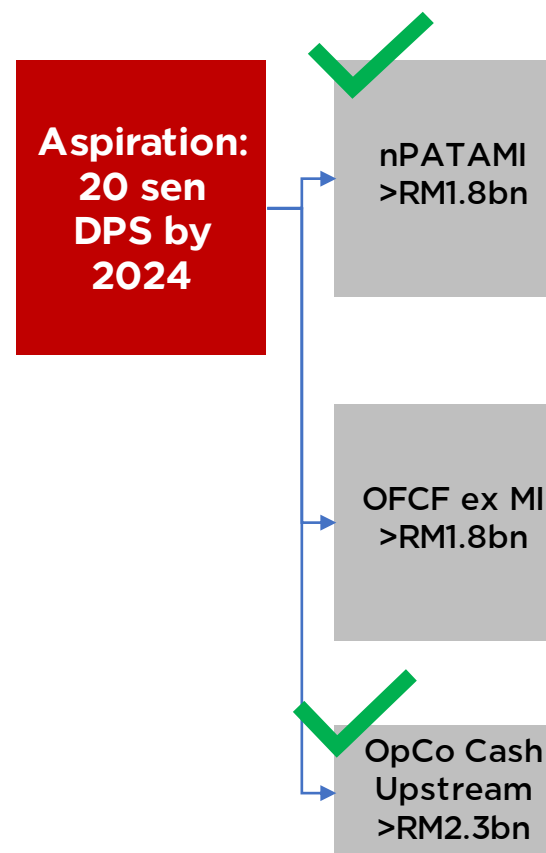 Aspiration:
20 sen
DPS by
2024
nPATAMI
>RM1.8bn
OFCF ex MI
>RM1.8bn
OpCo Cash
Upstream
>RM2.3bn